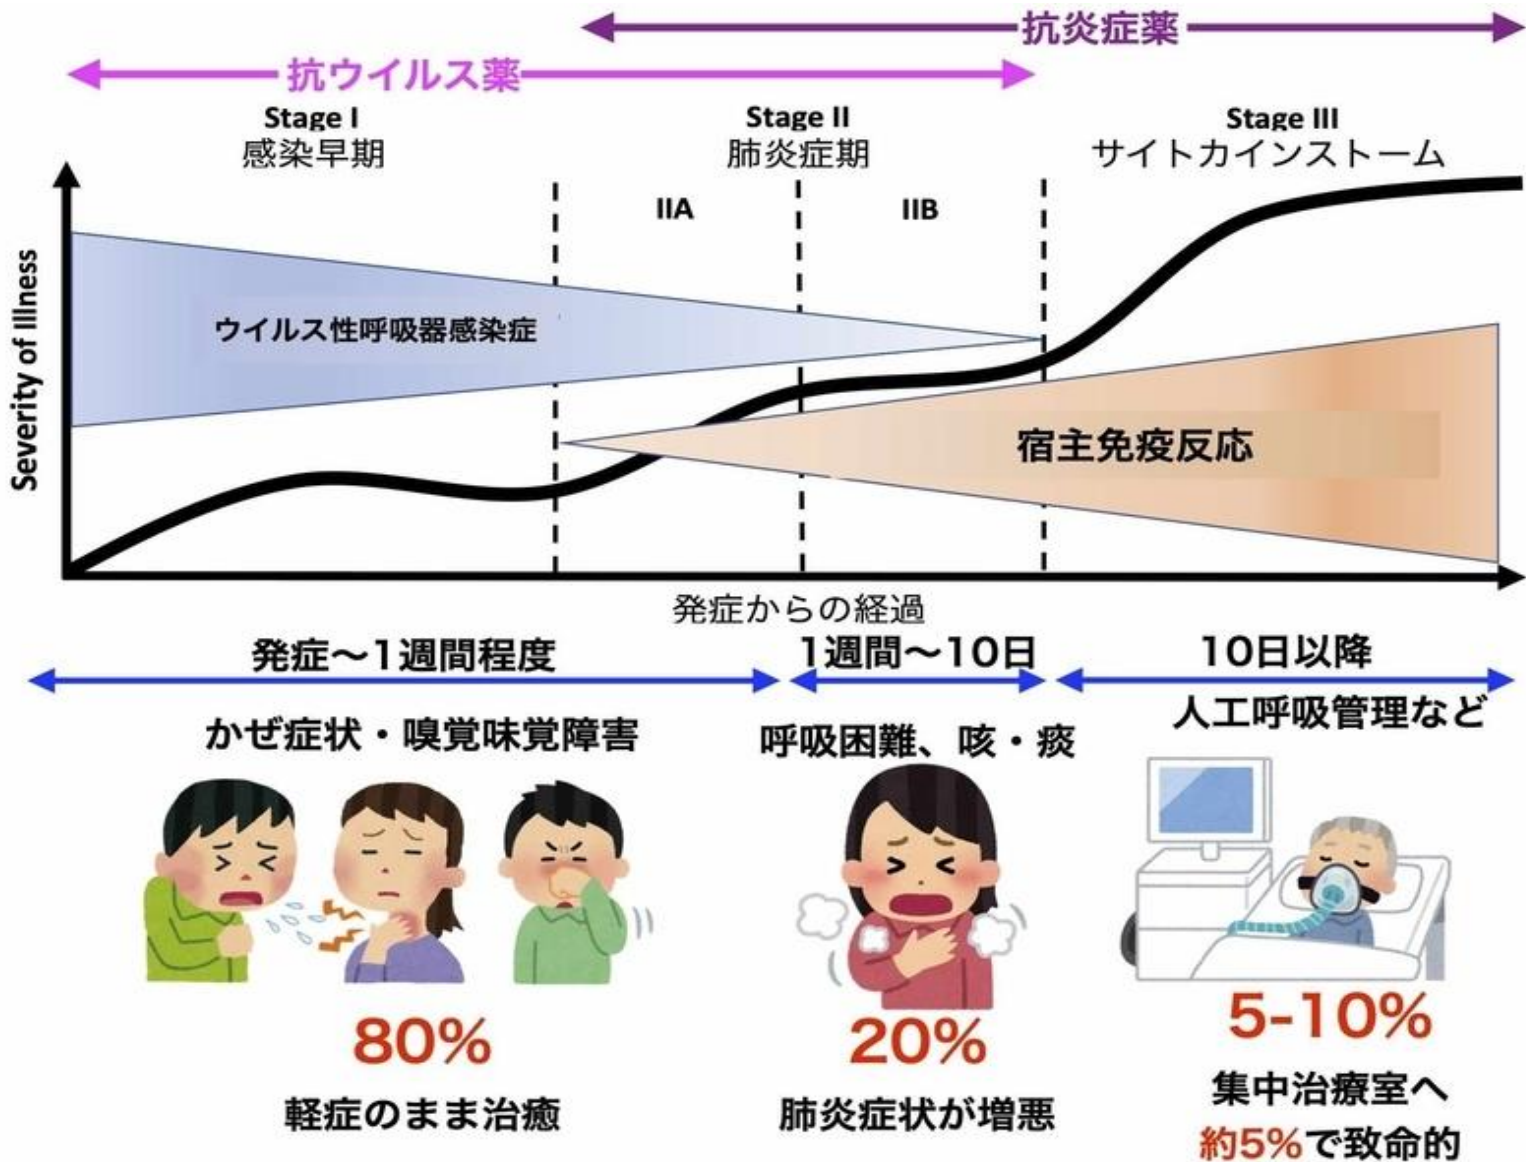 抗炎症薬
抗ウイルス薬
Stage I
感染早期
Stage II
肺炎症期
Stage III
サイトカインストーム
IIA
IIB
Severity of Illness
ウイルス性呼吸器感染症
宿主免疫反応
発症からの経過
発症〜1週間程度
1週間〜10日
10日以降
かぜ症状・嗅覚味覚障害
呼吸困難、咳・痰
人工呼吸管理など
80%
軽症のまま治癒
20%
肺炎症状が増悪
5-10%
集中治療室へ
約5%で致命的